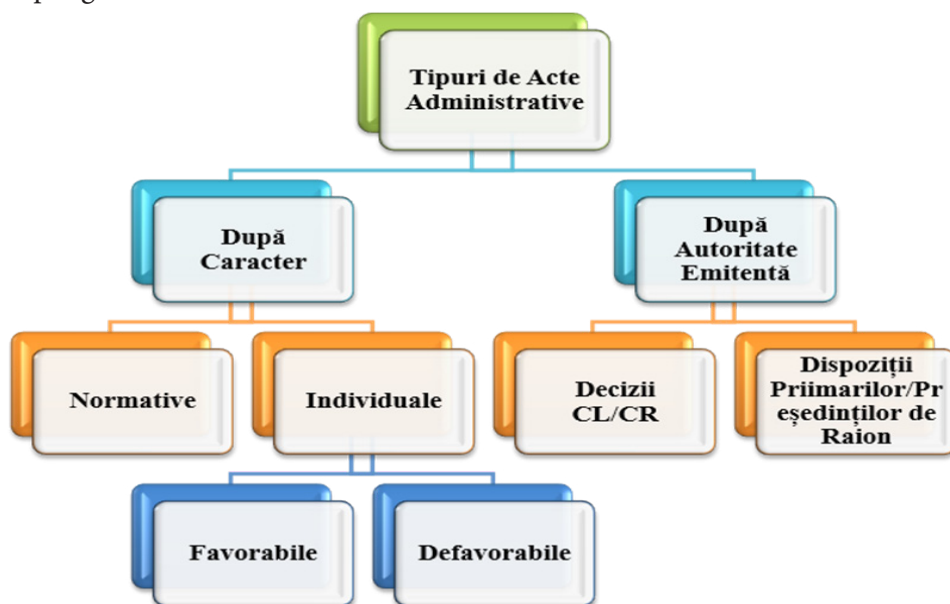 Tipuri de Acte
Administrative
După
Caracter
După
Autoritate
Emitentă
Normative
Individuale
Decizii
CL/CR
Dispoziții
Priimarilor/Pr
eședinților de
Raion
Favorabile
Defavorabile